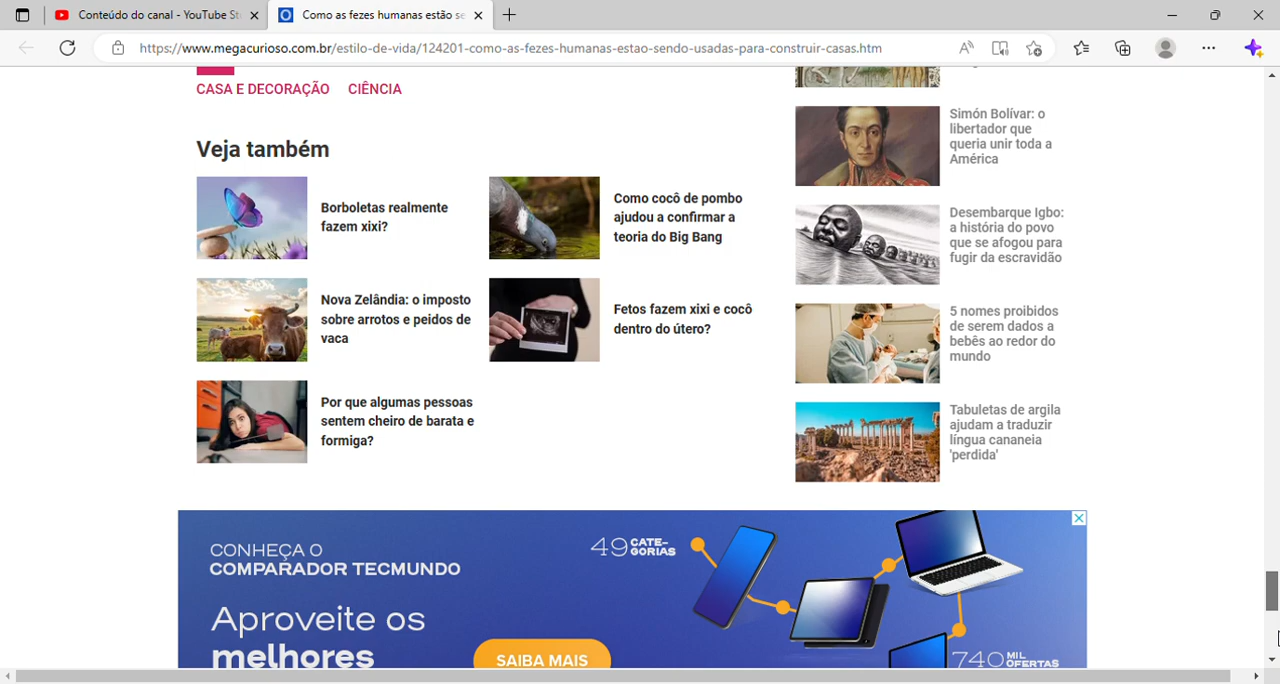 Conteúdo do canal - YouTube St
Como as fezes humanas estão se
https://www.megacurioso.com.br/estilo-de-vida/124201-como-as-fezes-humanas-estao-sendo-usadas-para-construir-casas.htm
CASA E DECORAÇÃO CIÊNCIA
Veja também
Borboletas realmente
fazem xixi?
Como cocô de pombo
ajudou a confirmar a
teoria do Big Bang
Nova Zelândia: o imposto
sobre arrotos e peidos de
vaca
Fetos fazem xixi e cocô
dentro do útero?
Por que algumas pessoas
sentem cheiro de barata e
formiga?
Simón Bolívar: o
libertador que
queria unir toda a
América
Desembarque Igbo:
a história do povo
que se afogou para
fugir da escravidão
5 nomes proibidos
de serem dados a
bebês ao redor do
mundo
Tabuletas de argila
ajudam a traduzir
língua cananeia
'perdida'
CONHEÇA O
COMPARADOR TECMUNDO
Aproveite os
melhores
SAIBA MAIS
49 CATE-
GORIAS
740 MIL
OFERTAS